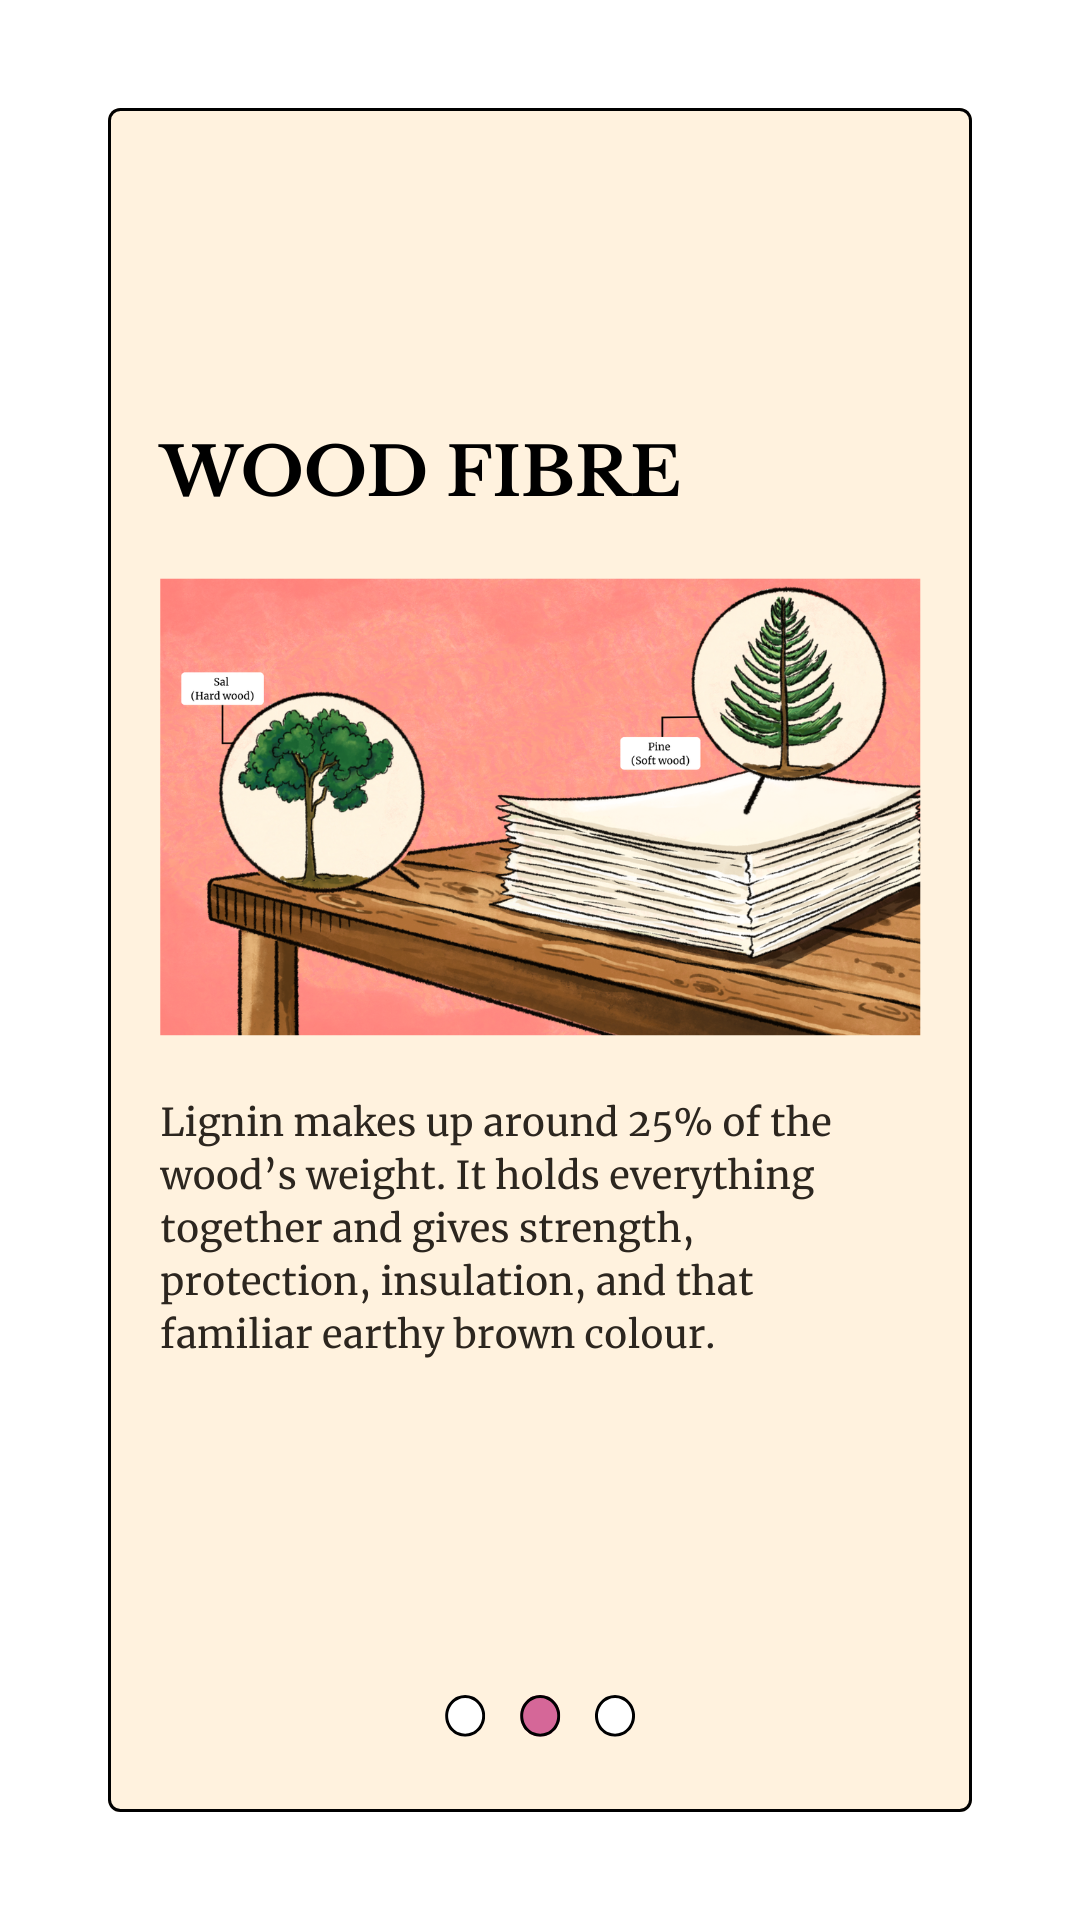 WOOD FIBRE
Sal
(Hard wood)
Pine
(Soft wood)
Lignin makes up around 25% of the
wood’s weight. It holds everything
together and gives strength,
protection, insulation, and that
familiar earthy brown colour.